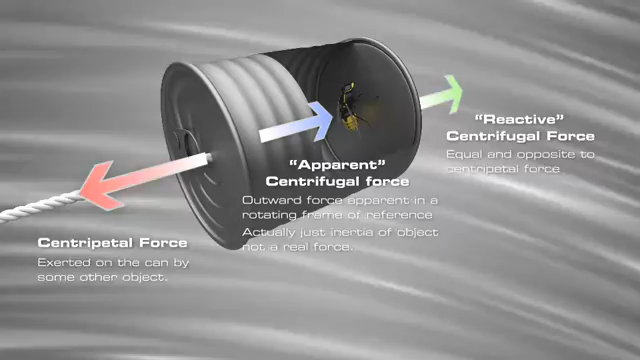 "Reactive"
Centrifugal Force
Equal and opposite to
centripetal force
"Apparent"
Centrifugal force
Outward force apparent in a
rotating frame of reference
Actually just inertia of object
not a real force.
Centripetal Force
Exerted on the can by
some other object.